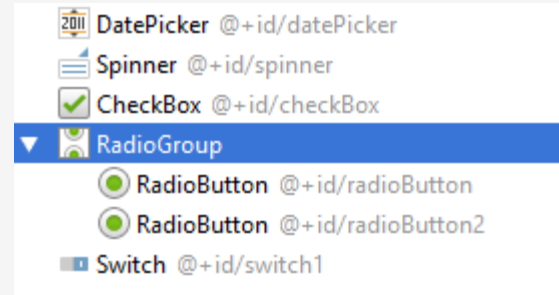 2011 DatePicker @+id/datePicker
Spinner @+id/spinner
CheckBox @+id/checkBox
RadioGroup
RadioButton @+id/radioButton
RadioButton @+id/radioButton2
Switch @+id/switch1